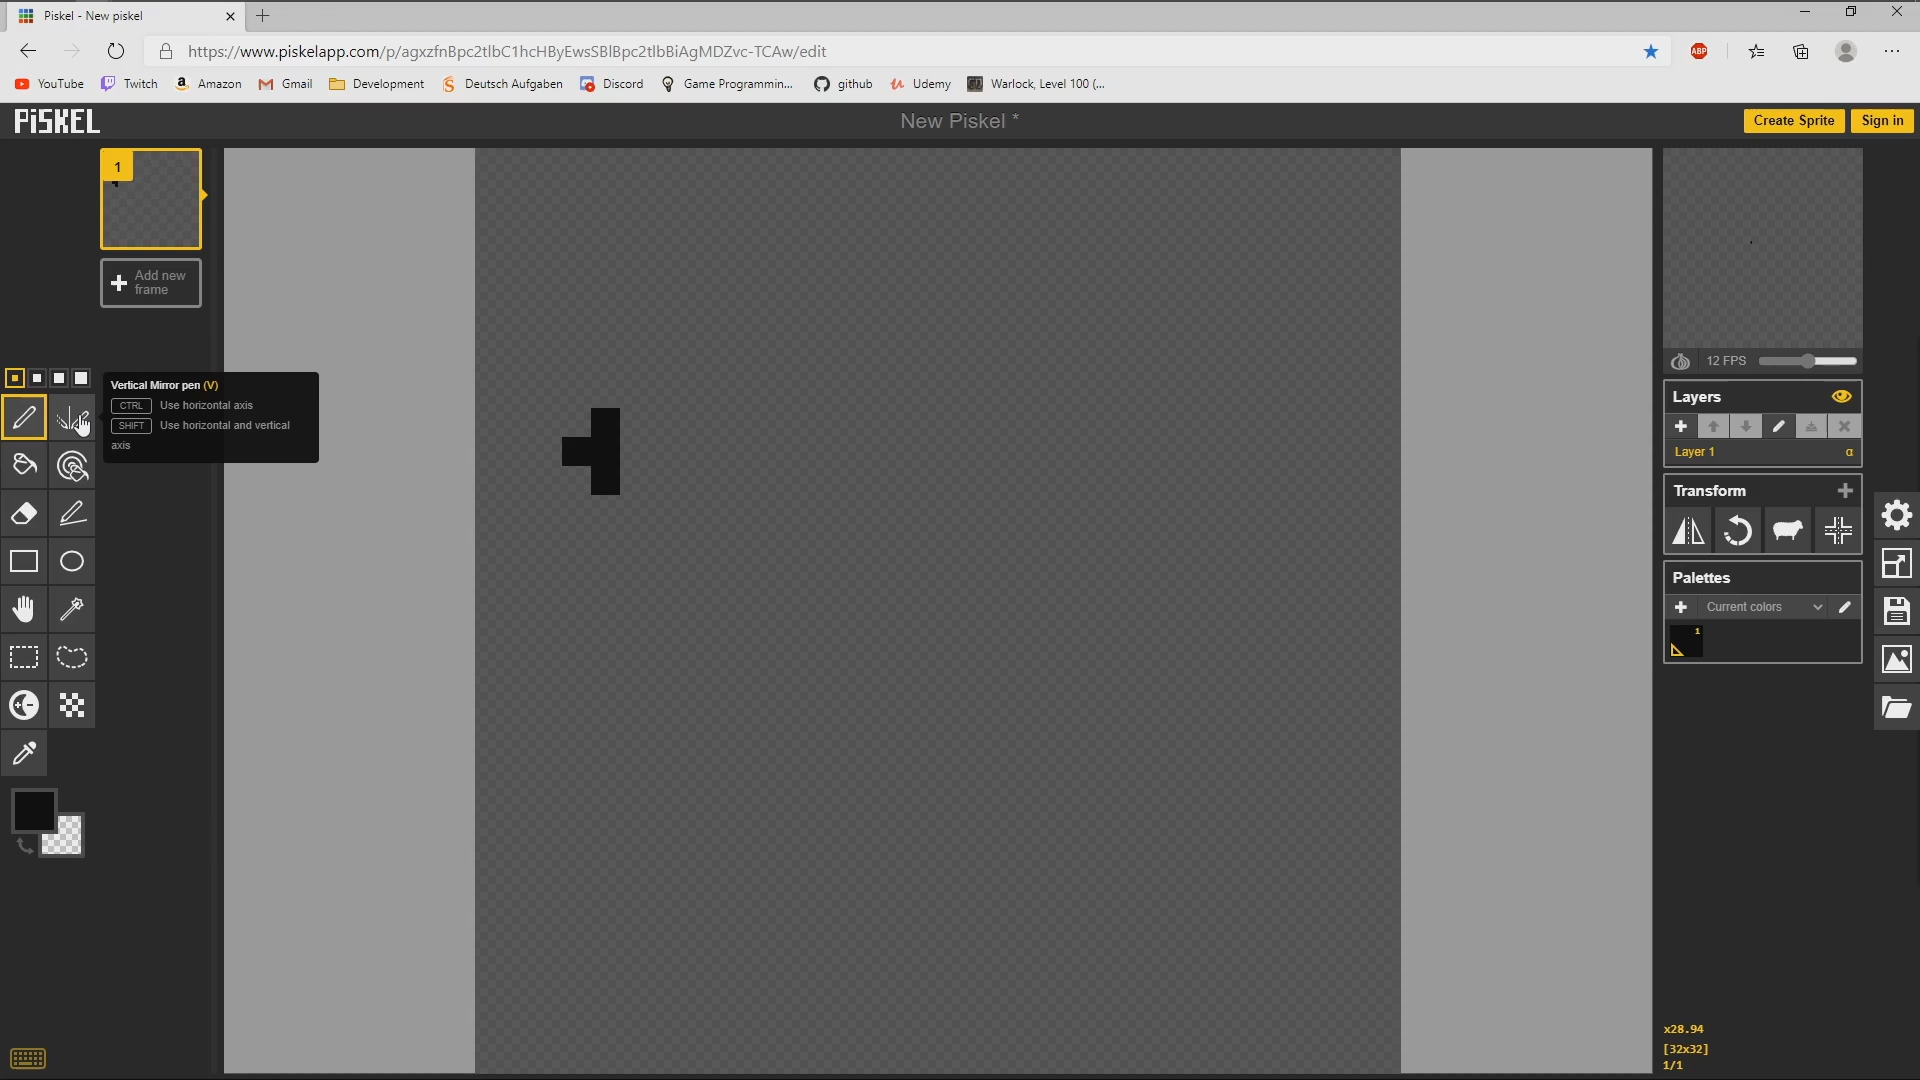 Piskel - New piskel
https://www.piskelapp.com/p/agxzfnBpc2tlbC1hcHByEwsSBlBpc2tlbBiAgMDZvc-TCAw/edit
ABP
YouTube Twitch Amazon Gmail Development Deutsch Aufgaben Discord Game Programmin... github Udemy Warlock, Level 100 (...
PiSKEL
New Piskel *
Create Sprite Sign in
1
Add new
frame
12 FPS
Vertical Mirror pen (V)
CTRL Use horizontal axis
SHIFT Use horizontal and vertical
axis
Layers
Layer 1 α
Transform
Palettes
Current colors
1
x28.94
[32x32]
1/1